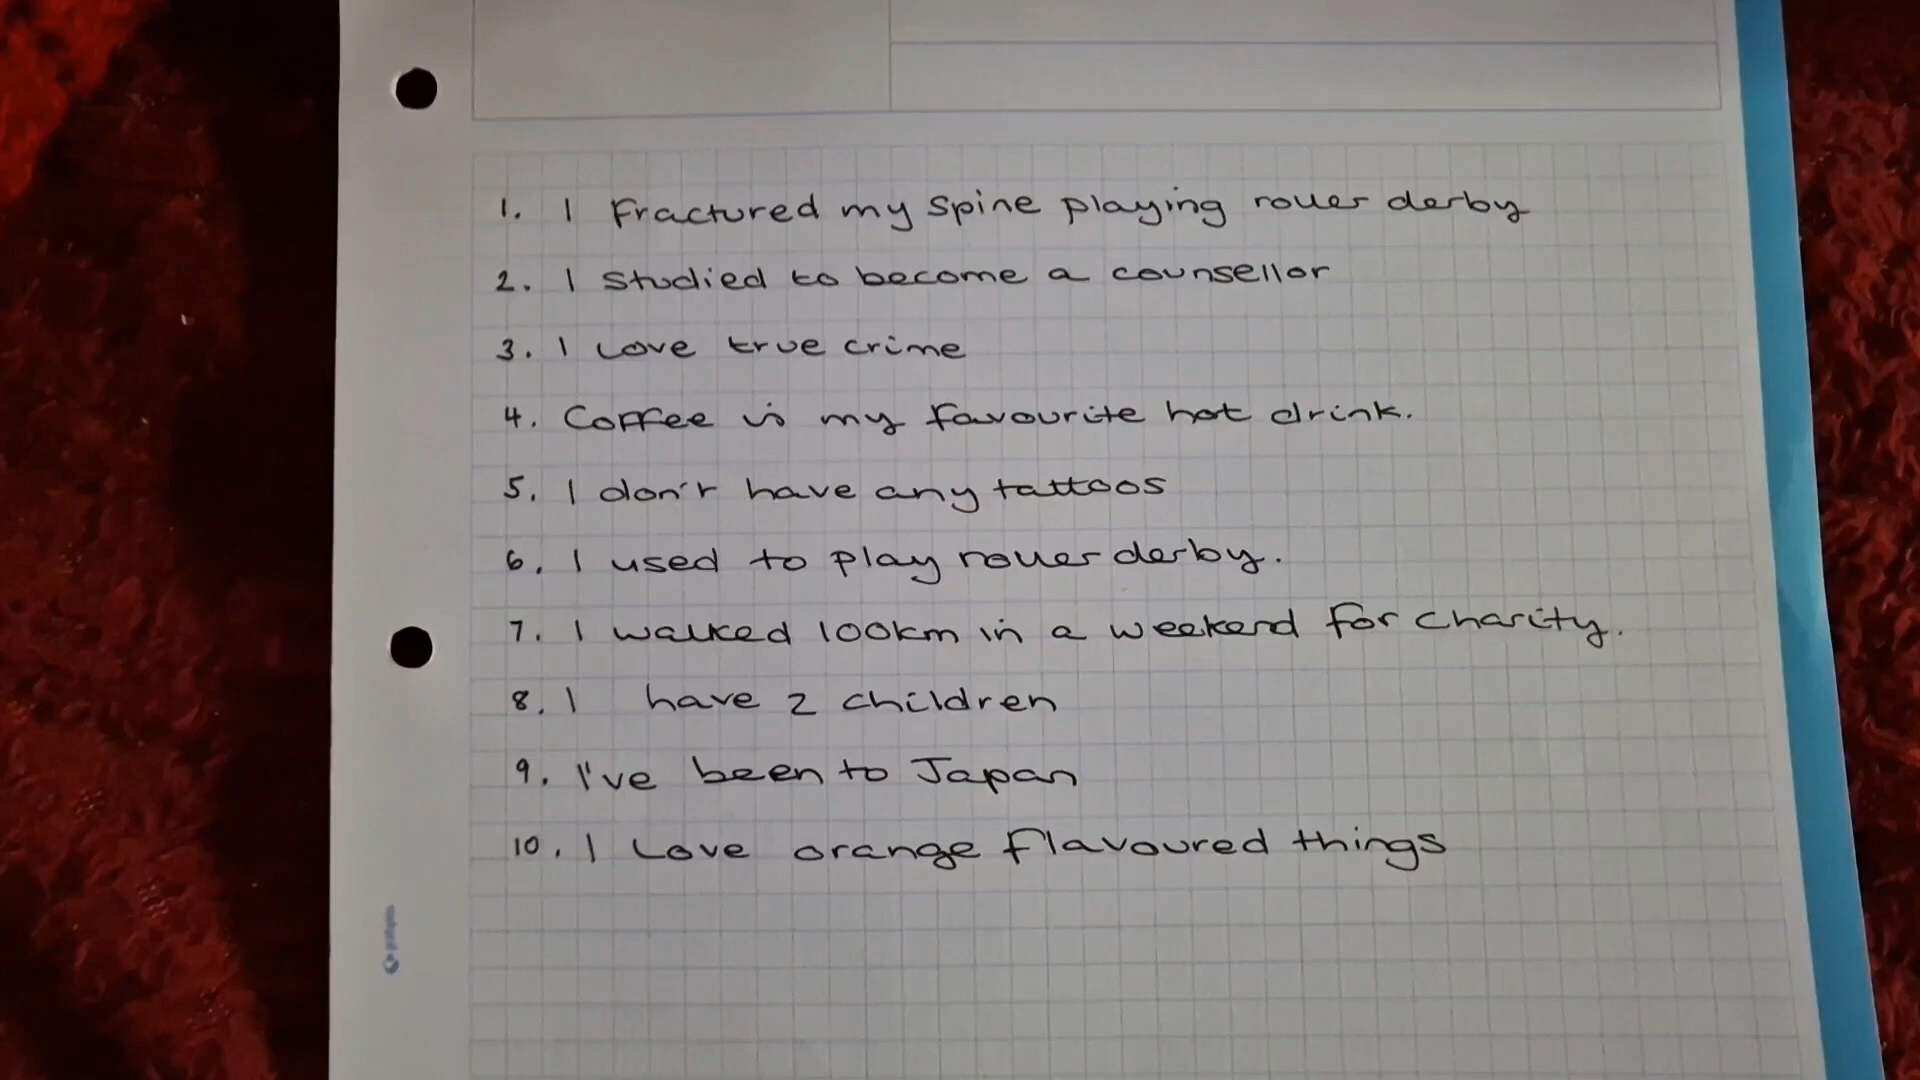 1. I Fractured my spine playing roller derby
2. I studied to become a counsellor
3. I Love true crime
4. Coffee is my favourite hot drink.
5. I don't have any tattoos
6. I used to play roller derby.
7. I walked 100km in a weekend for charity.
8. I have 2 children
9. I've been to Japan
10. I Love orange flavoured things